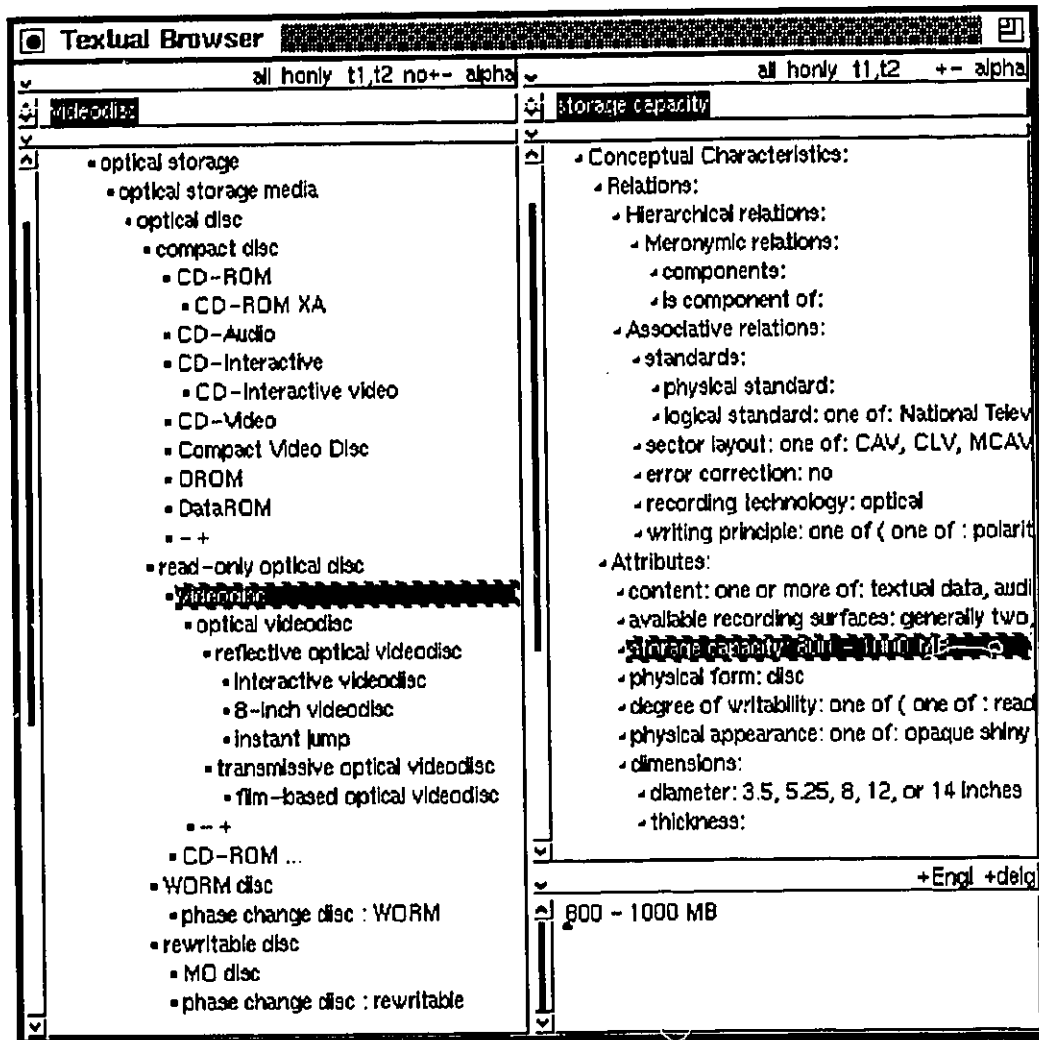 Textual Browser
all honly t1,t2 no+- alpha
videodisc
optical storage
optical storage media
optical disc
compact disc
CD-ROM
CD-ROM XA
CD-Audio
CD-Interactive
CD-Interactive video
CD-Video
Compact Video Disc
OROM
DataROM
- +
read-only optical disc
videodisc
optical videodisc
reflective optical videodisc
interactive videodisc
8-inch videodisc
instant jump
transmissive optical videodisc
film-based optical videodisc
- +
CD-ROM ...
WORM disc
phase change disc : WORM
rewritable disc
MO disc
phase change disc : rewritable
all honly t1,t2 +- alpha
storage capacity
Conceptual Characteristics:
Relations:
Hierarchical relations:
Meronymic relations:
components:
is component of:
Associative relations:
standards:
physical standard:
logical standard: one of: National Telev
sector layout: one of: CAV, CLV, MCAV
error correction: no
recording technology: optical
writing principle: one of ( one of : polarit
Attributes:
content: one or more of: textual data, audi
available recording surfaces: generally two,
storage capacity: 800 - 1000 MB
physical form: disc
degree of writability: one of ( one of : read
physical appearance: one of: opaque shiny
dimensions:
diameter: 3.5, 5.25, 8, 12, or 14 inches
thickness:
+Engl +delg
800 - 1000 MB